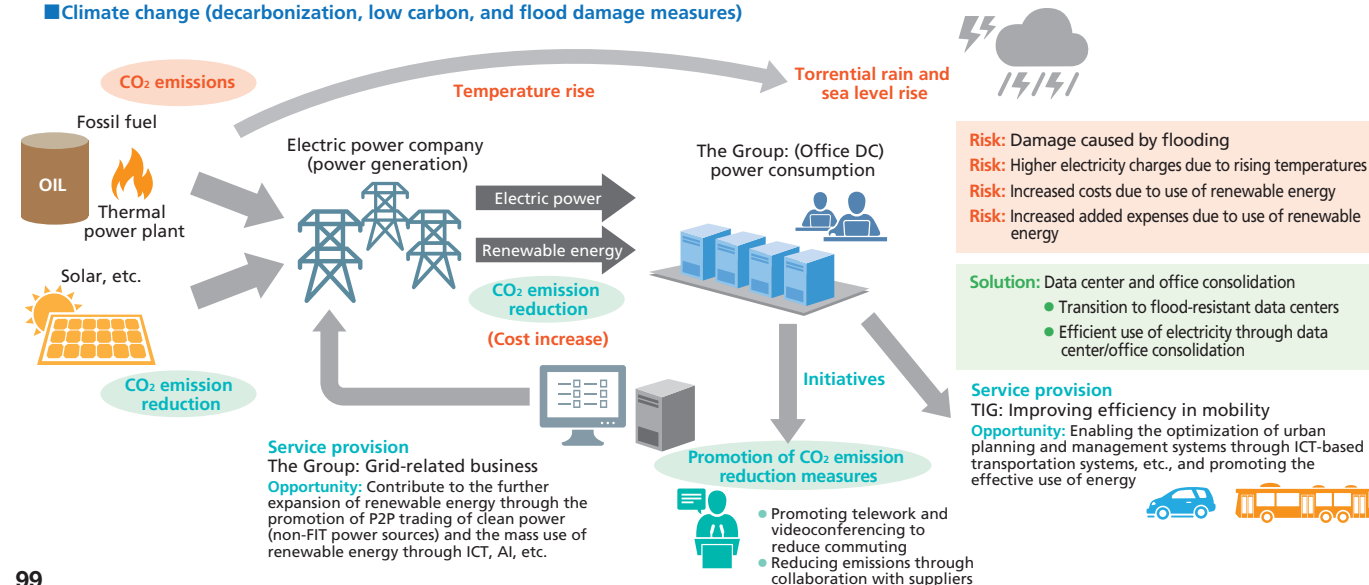 ■Climate change (decarbonization, low carbon, and flood damage measures)
CO₂ emissions
Temperature rise
Torrential rain and
sea level rise
Fossil fuel
OIL
Thermal
power plant
Solar, etc.
CO₂ emission
reduction
Electric power company
(power generation)
Electric power
Renewable energy
CO₂ emission
reduction
(Cost increase)
The Group: (Office DC)
power consumption
Risk: Damage caused by flooding
Risk: Higher electricity charges due to rising temperatures
Risk: Increased costs due to use of renewable energy
Risk: Increased added expenses due to use of renewable
energy
Solution: Data center and office consolidation
● Transition to flood-resistant data centers
● Efficient use of electricity through data
center/office consolidation
Service provision
The Group: Grid-related business
Opportunity: Contribute to the further
expansion of renewable energy through the
promotion of P2P trading of clean power
(non-FIT power sources) and the mass use of
renewable energy through ICT, AI, etc.
Initiatives
Promotion of CO₂ emission
reduction measures
● Promoting telework and
videoconferencing to
reduce commuting
● Reducing emissions through
collaboration with suppliers
Service provision
TIG: Improving efficiency in mobility
Opportunity: Enabling the optimization of urban
planning and management systems through ICT-based
transportation systems, etc., and promoting the
effective use of energy
99